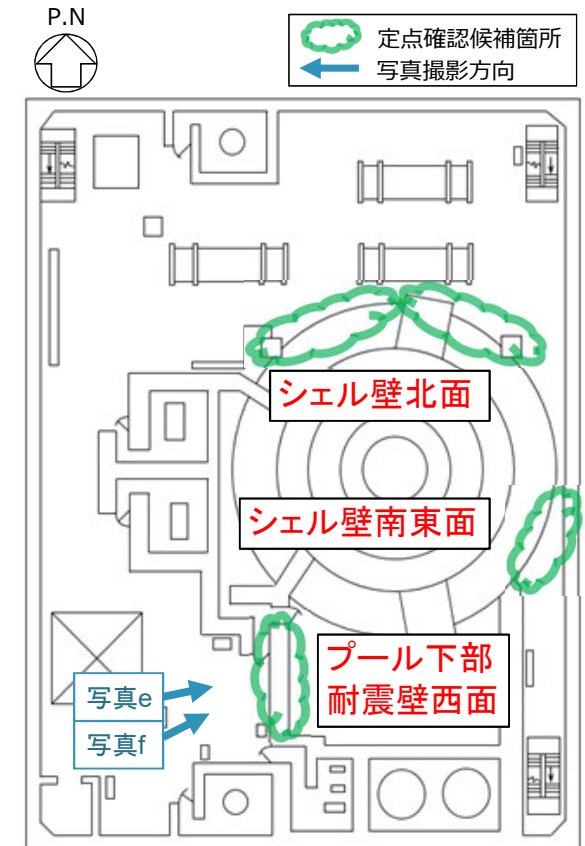 P.N
定点確認候補箇所
写真撮影方向
シェル壁北面
シェル壁南東面
プール下部
耐震壁西面
写真e
写真f